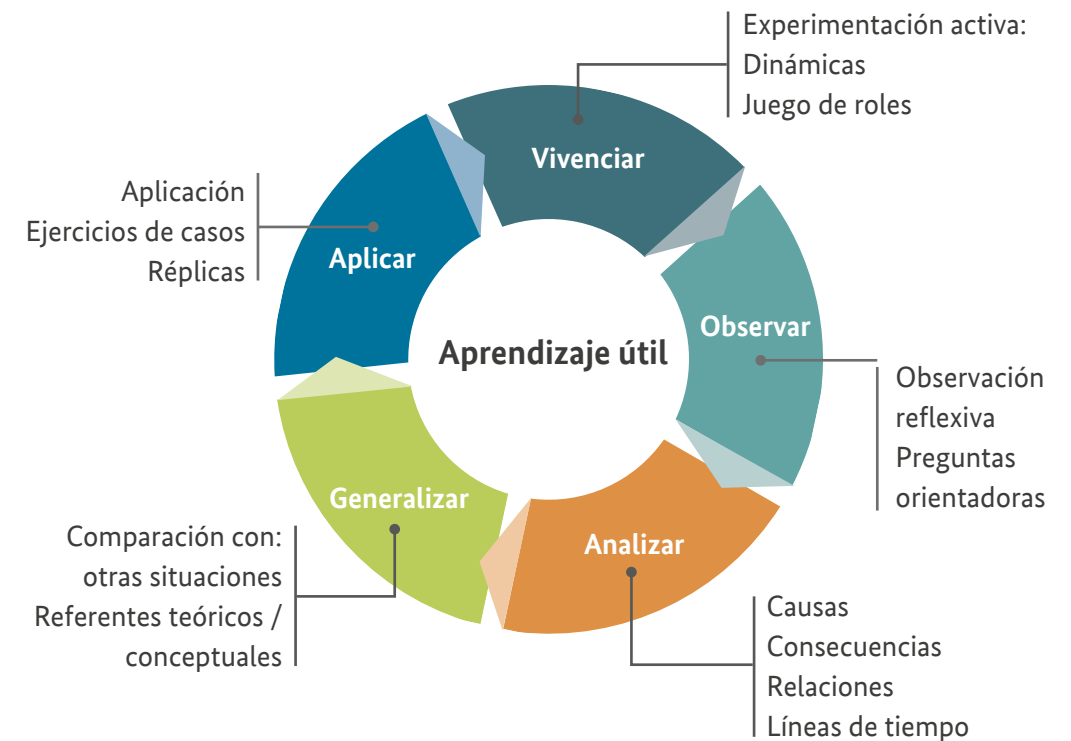 Experimentación activa:
Dinámicas
Juego de roles
Vivenciar
Aplicación
Ejercicios de casos
Réplicas
Aplicar
Observar
Aprendizaje útil
Observación
reflexiva
Preguntas
orientadoras
Generalizar
Comparación con:
otras situaciones
Referentes teóricos /
conceptuales
Analizar
Causas
Consecuencias
Relaciones
Líneas de tiempo